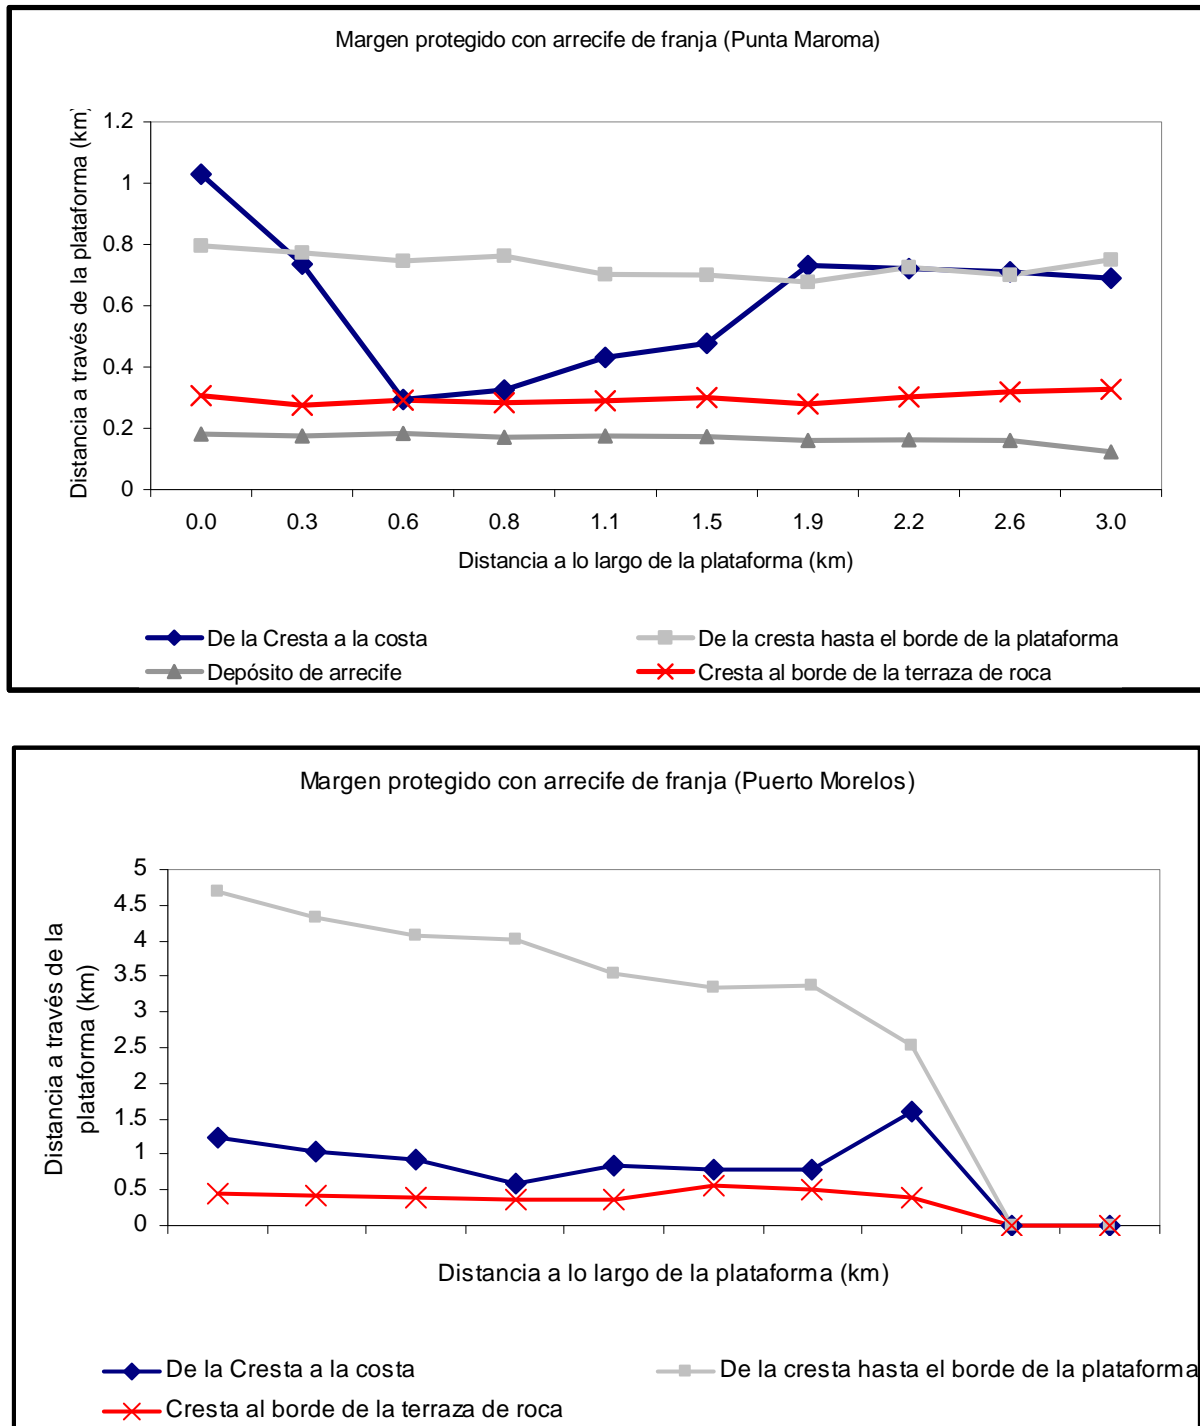 Margen protegido con arrecife de franja (Punta Maroma)
Distancia a través de la plataforma (km)
1.2
1
0.8
0.6
0.4
0.2
0
0.0 0.3 0.6 0.8 1.1 1.5 1.9 2.2 2.6 3.0
Distancia a lo largo de la plataforma (km)
De la Cresta a la costa
De la cresta hasta el borde de la plataforma
Depósito de arrecife
Cresta al borde de la terraza de roca
Margen protegido con arrecife de franja (Puerto Morelos)
Distancia a través de la
plataforma (km)
5
4.5
4
3.5
3
2.5
2
1.5
1
0.5
0
Distancia a lo largo de la plataforma (km)
De la Cresta a la costa
De la cresta hasta el borde de la plataforma
Cresta al borde de la terraza de roca